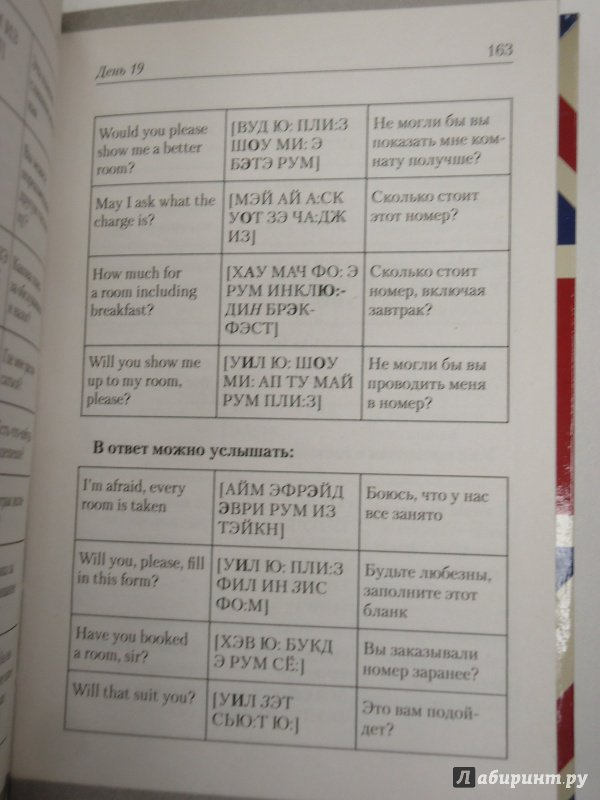 День 19
163
Would you please
show me a better
room?
[ВУД Ю: ПЛИ:З
ШОУ МИ: Э
БЭТЭ РУМ]
Не могли бы вы
показать мне ком-
нату получше?
May I ask what the
charge is?
[МЭЙ АЙ А:СК
УОТ ЗЭ ЧА:ДЖ
ИЗ]
Сколько стоит
этот номер?
How much for
a room including
breakfast?
[ХАУ МАЧ ФО: Э
РУМ ИНКЛЮ:-
ДИН БРЭК-
ФЭСТ]
Сколько стоит
номер, включая
завтрак?
Will you show me
up to my room,
please?
[УИЛ Ю: ШОУ
МИ: АП ТУ МАЙ
РУМ ПЛИ:З]
Не могли бы вы
проводить меня
в номер?
В ответ можно услышать:
I'm afraid, every
room is taken
[АЙМ ЭФРЭЙД
ЭВРИ РУМ ИЗ
ТЭЙКН]
Боюсь, что у нас
все занято
Will you, please, fill
in this form?
[УИЛ Ю: ПЛИ:З
ФИЛ ИН ЗИС
ФО:М]
Будьте любезны,
заполните этот
бланк
Have you booked
a room, sir?
[ХЭВ Ю: БУКД
Э РУМ СЁ:]
Вы заказывали
номер заранее?
Will that suit you?
[УИЛ ЗЭТ
СЬЮ:Т Ю:]
Это вам подой-
дет?
Лабиринт.ру